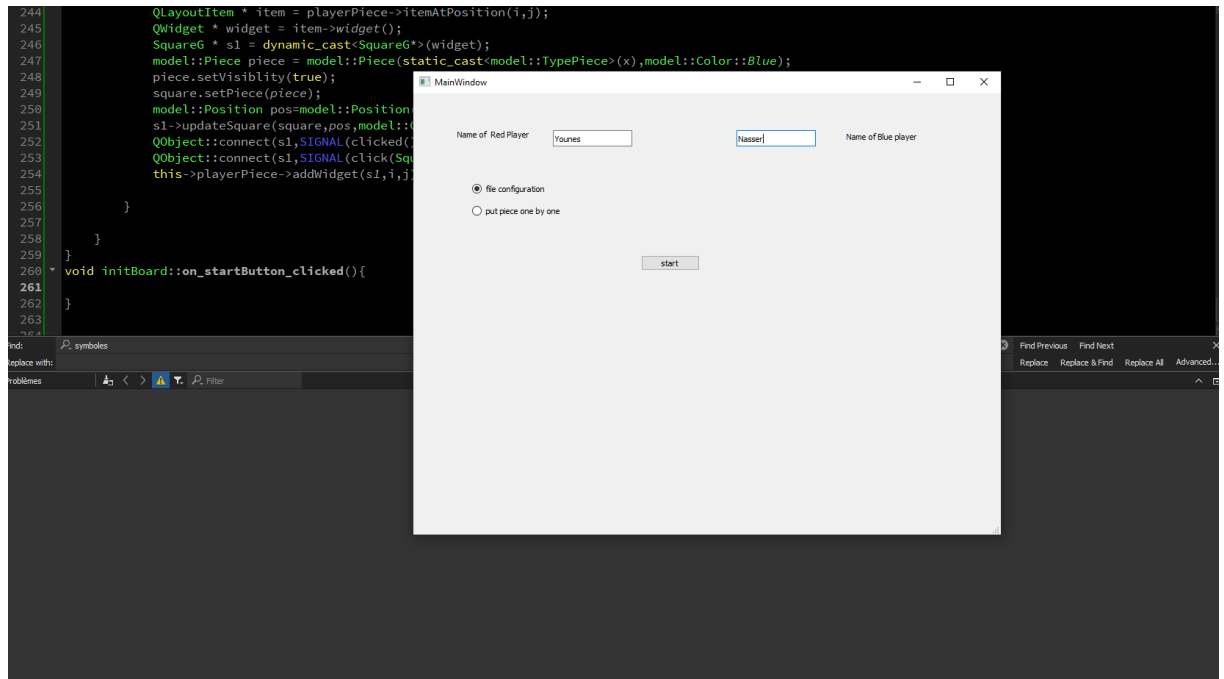 244 QLayoutItem * item = playerPiece->itemAtPosition(i,j);
245 QWidget * widget = item->widget();
246 SquareG * s1 = dynamic_cast<SquareG*>(widget);
247 model::Piece piece = model::Piece(static_cast<model::TypePiece>(x),model::Color::Blue);
248 piece.setVisiblity(true);
249 square.setPiece(piece);
250 model::Position pos=model::Position
251 s1->updateSquare(square,pos,model::
252 QObject::connect(s1,SIGNAL(clicked(
253 QObject::connect(s1,SIGNAL(click(Squ
254 this->playerPiece->addWidget(s1,i,j
255
256 }
257
258 }
259 }
260 void initBoard::on_startButton_clicked(){
261
262 }
263
264
MainWindow
Name of Red Player Younes Nasser Name of Blue player
file configuration
put piece one by one
start
Find: symboles Find Previous Find Next
Replace with: Replace Replace & Find Replace All Advanced...
roblèmes Filter